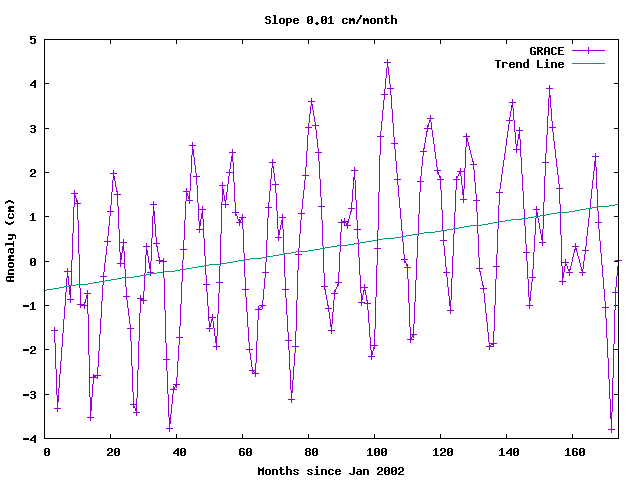 Slope 0.01 cm/month
GRACE
Trend Line
5
4
3
2
1
0
-1
-2
-3
-4
Anomaly (cm)
0 20 40 60 80 100 120 140 160
Months since Jan 2002